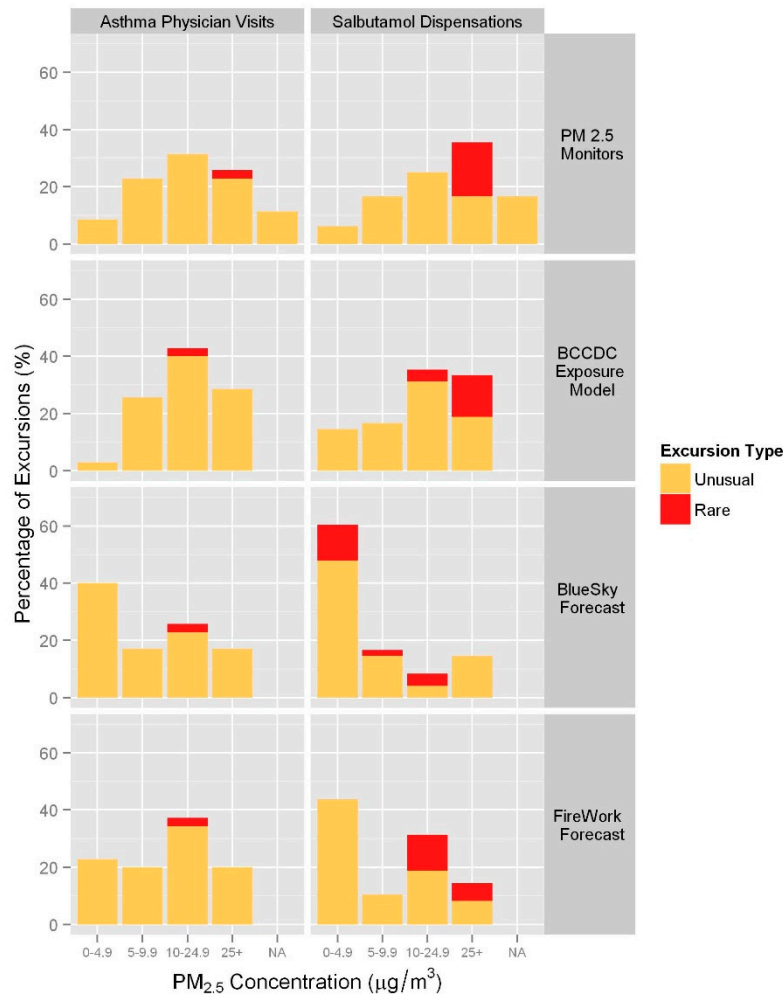 Asthma Physician Visits
Salbutamol Dispensations
60
40
20
0
PM 2.5
Monitors
60
40
20
0
BCCDC
Exposure
Model
60
40
20
0
BlueSky
Forecast
60
40
20
0
FireWork
Forecast
Percentage of Excursions (%)
Excursion Type
Unusual
Rare
0-4.9 5-9.9 10-24.9 25+ NA
0-4.9 5-9.9 10-24.9 25+ NA
PM2.5 Concentration (μg/m³)